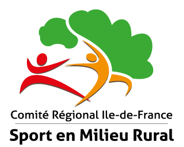 Comité Régional Ile-de-France
Sport en Milieu Rural